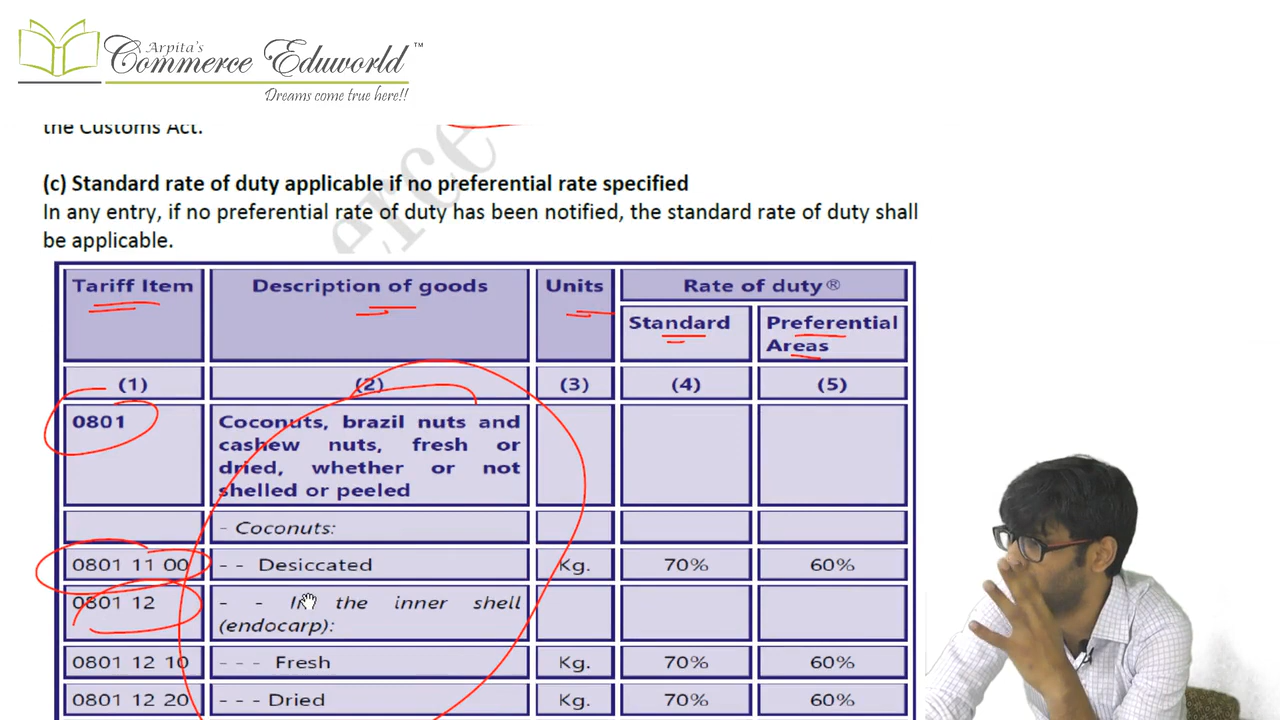 Arpita's
Commerce Eduworld™
Dreams come true here!!
the Customs Act.
(c) Standard rate of duty applicable if no preferential rate specified
In any entry, if no preferential rate of duty has been notified, the standard rate of duty shall
be applicable.
Tariff Item Description of goods Units Rate of duty®
Standard Preferential
Areas
(1) (2) (3) (4) (5)
0801 Coconuts, brazil nuts and
cashew nuts, fresh or
dried, whether or not
shelled or peeled
- Coconuts:
0801 11 00 - - Desiccated Kg. 70% 60%
0801 12 - - In the inner shell
(endocarp):
0801 12 10 - - - Fresh Kg. 70% 60%
0801 12 20 - - - Dried Kg. 70% 60%